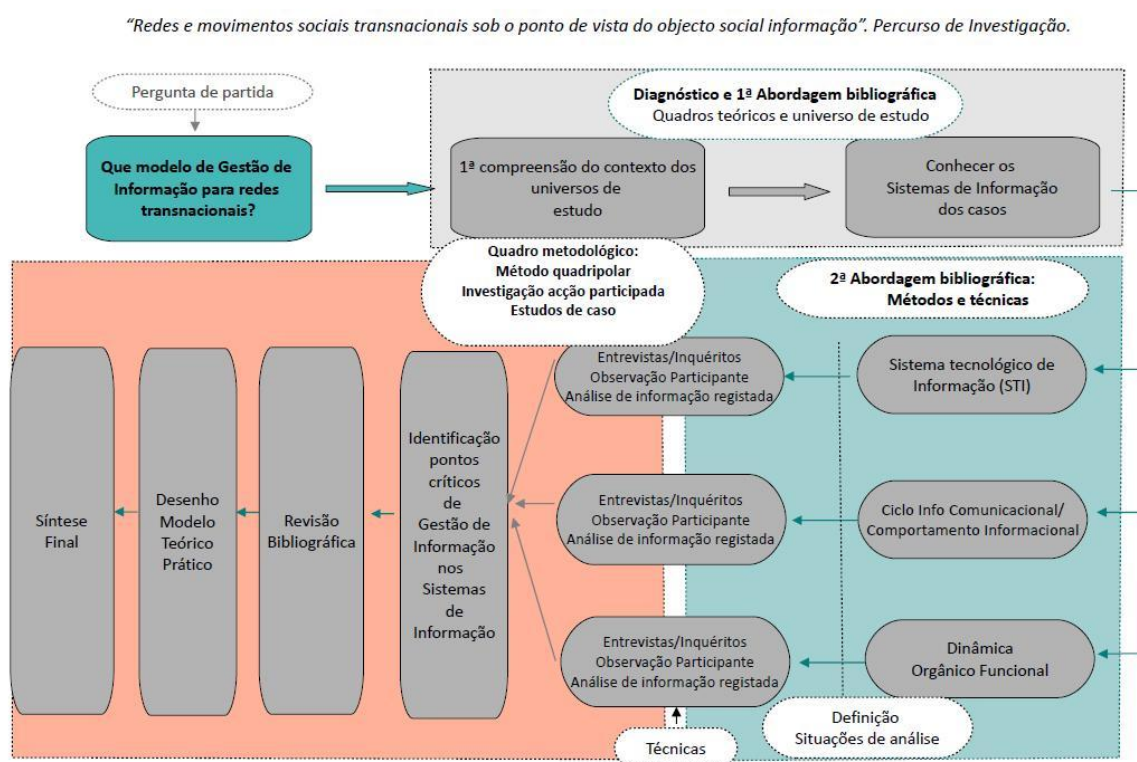 “Redes e movimentos sociais transnacionais sob o ponto de vista do objecto social informação”. Percurso de Investigação.
Pergunta de partida
Que modelo de Gestão de
Informação para redes
transnacionais?
Diagnóstico e 1ª Abordagem bibliográfica
Quadros teóricos e universo de estudo
1ª compreensão do contexto dos
universos de
estudo
Conhecer os
Sistemas de Informação
dos casos
Quadro metodológico:
Método quadripolar
Investigação acção participada
Estudos de caso
2ª Abordagem bibliográfica:
Métodos e técnicas
Síntese
Final
Desenho
Modelo
Teórico
Prático
Revisão
Bibliográfica
Identificação
pontos
críticos
de
Gestão de
Informação
nos
Sistemas
de
Informação
Entrevistas/Inquéritos
Observação Participante
Análise de informação registada
Sistema tecnológico de
Informação (STI)
Entrevistas/Inquéritos
Observação Participante
Análise de informação registada
Ciclo Info Comunicacional/
Comportamento Informacional
Entrevistas/Inquéritos
Observação Participante
Análise de informação registada
Dinâmica
Orgânico Funcional
Técnicas
Definição
Situações de análise